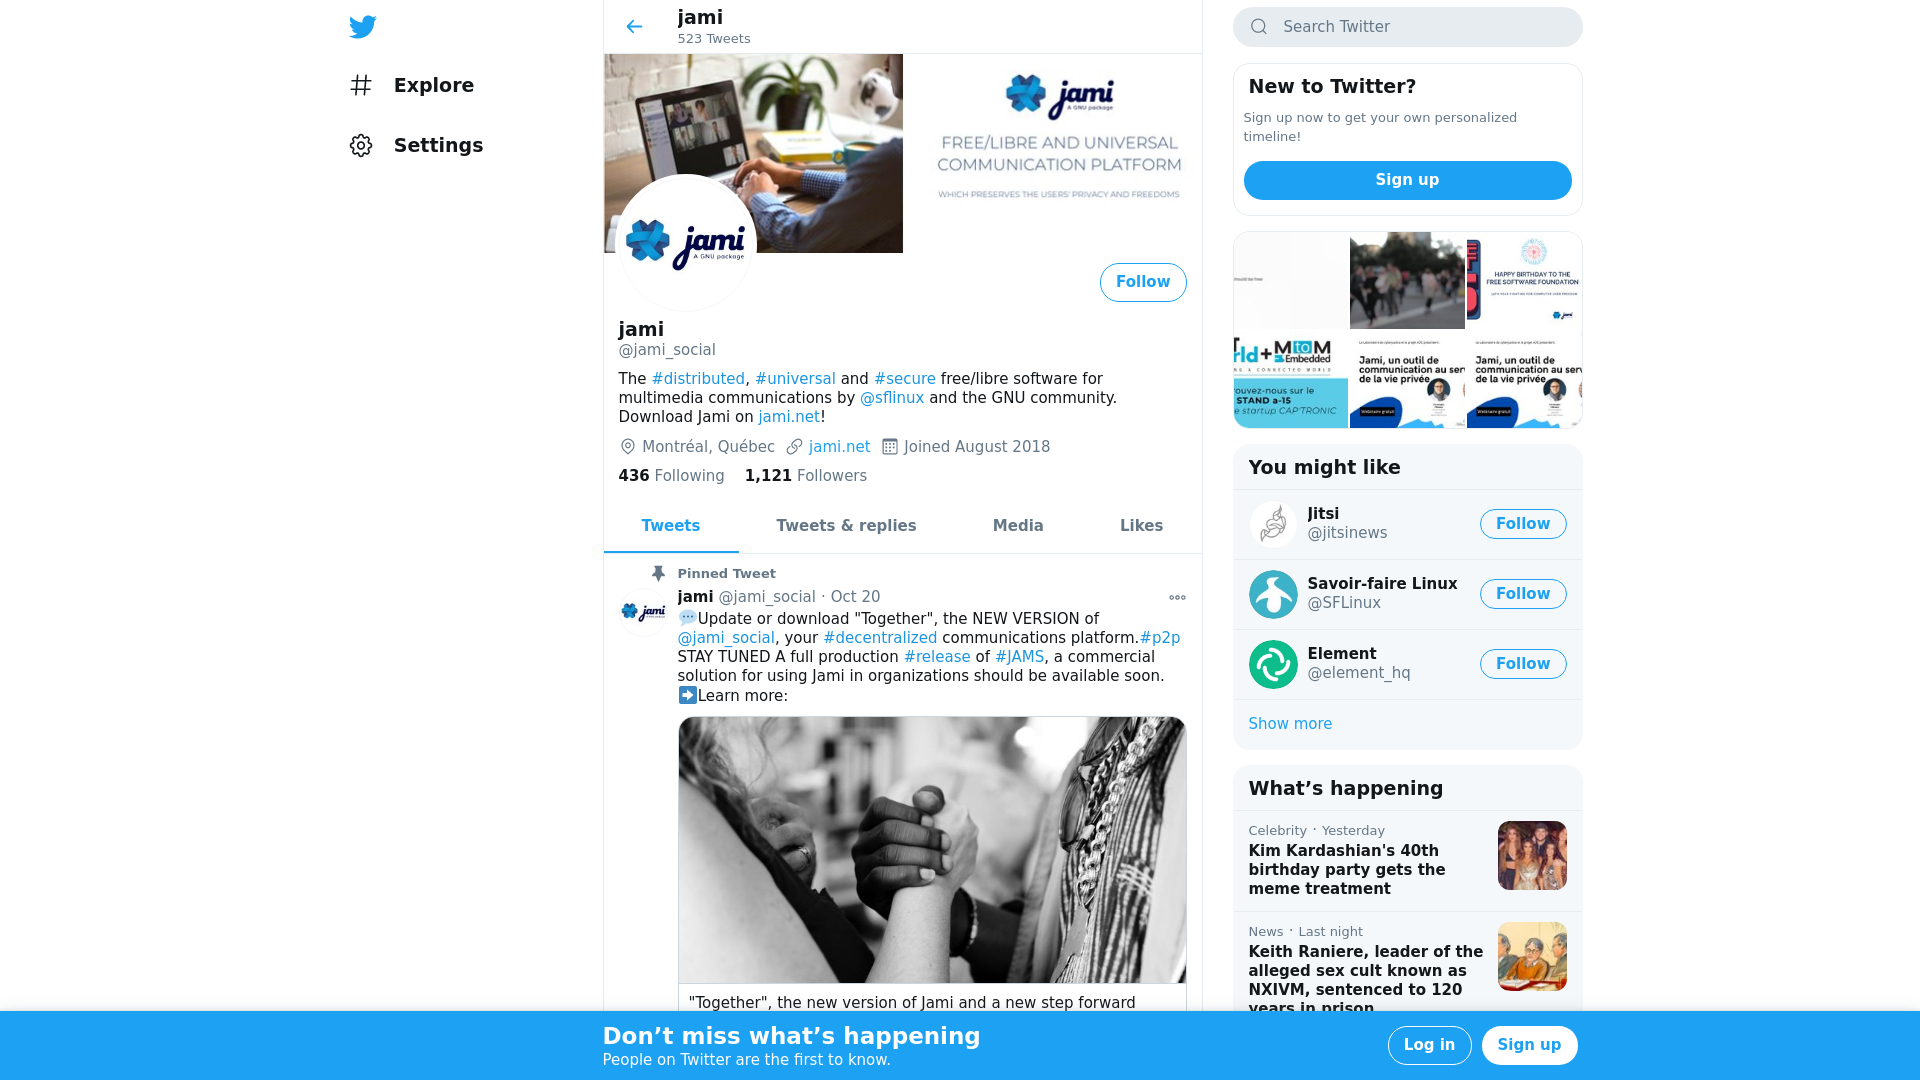 Explore
Settings
jami
523 Tweets
jami
A GNU package
FREE/LIBRE AND UNIVERSAL
COMMUNICATION PLATFORM
WHICH PRESERVES THE USERS' PRIVACY AND FREEDOMS
jami
A GNU package
Follow
jami
@jami_social
The #distributed, #universal and #secure free/libre software for
multimedia communications by @sflinux and the GNU community.
Download Jami on jami.net!
Montréal, Québec jami.net Joined August 2018
436 Following 1,121 Followers
Tweets Tweets & replies Media Likes
Pinned Tweet
jami
jami @jami_social · Oct 20
Update or download "Together", the NEW VERSION of
@jami_social, your #decentralized communications platform.#p2p
STAY TUNED A full production #release of #JAMS, a commercial
solution for using Jami in organizations should be available soon.
Learn more:
"Together", the new version of Jami and a new step forward
Search Twitter
New to Twitter?
Sign up now to get your own personalized
timeline!
Sign up
HAPPY BIRTHDAY TO THE
FREE SOFTWARE FOUNDATION
jami
rld+MtoM
Embedded
G A CONNECTED WORLD
rouvez-nous sur le
STAND a-15
e startup CAP'TRONIC
Jami, un outil de
communication au ser
de la vie privée
Webinaire gratuit
Jami, un outil de
communication au serv
de la vie privée
Webinaire gratuit
You might like
Jitsi
@jitsinews
Follow
Savoir-faire Linux
@SFLinux
Follow
Element
@element_hq
Follow
Show more
What’s happening
Celebrity · Yesterday
Kim Kardashian's 40th
birthday party gets the
meme treatment
News · Last night
Keith Raniere, leader of the
alleged sex cult known as
NXIVM, sentenced to 120
years in prison
Don’t miss what’s happening
People on Twitter are the first to know.
Log in
Sign up